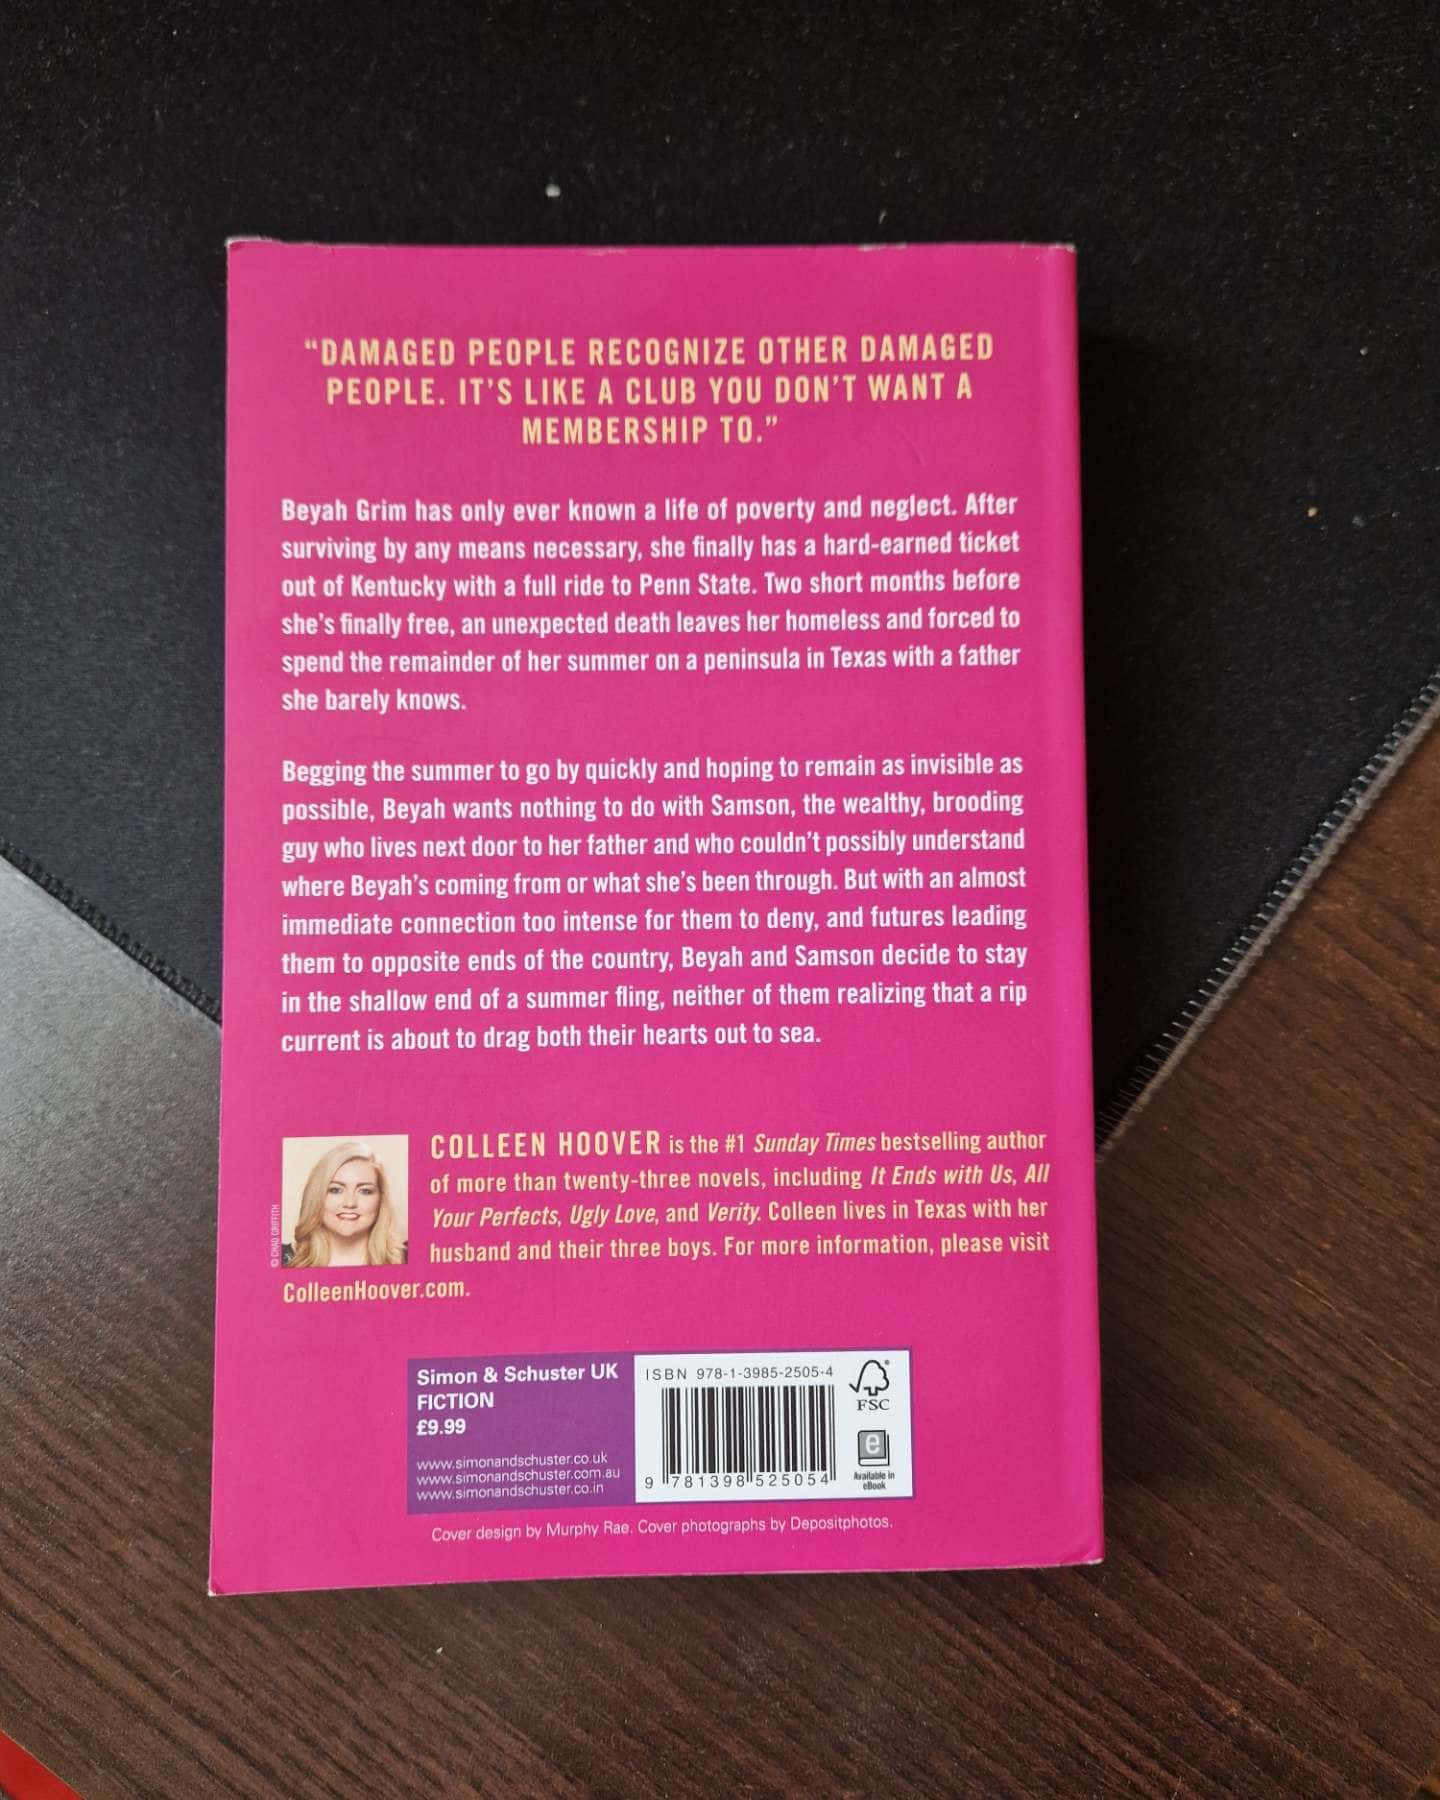 “DAMAGED PEOPLE RECOGNIZE OTHER DAMAGED
PEOPLE. IT’S LIKE A CLUB YOU DON’T WANT A
MEMBERSHIP TO.”
Beyah Grim has only ever known a life of poverty and neglect. After
surviving by any means necessary, she finally has a hard-earned ticket
out of Kentucky with a full ride to Penn State. Two short months before
she’s finally free, an unexpected death leaves her homeless and forced to
spend the remainder of her summer on a peninsula in Texas with a father
she barely knows.
Begging the summer to go by quickly and hoping to remain as invisible as
possible, Beyah wants nothing to do with Samson, the wealthy, brooding
guy who lives next door to her father and who couldn’t possibly understand
where Beyah’s coming from or what she’s been through. But with an almost
immediate connection too intense for them to deny, and futures leading
them to opposite ends of the country, Beyah and Samson decide to stay
in the shallow end of a summer fling, neither of them realizing that a rip
current is about to drag both their hearts out to sea.
© CHAD GRIFFITH
COLLEEN HOOVER is the #1 Sunday Times bestselling author
of more than twenty-three novels, including It Ends with Us, All
Your Perfects, Ugly Love, and Verity. Colleen lives in Texas with her
husband and their three boys. For more information, please visit
ColleenHoover.com.
Simon & Schuster UK
FICTION
£9.99
www.simonandschuster.co.uk
www.simonandschuster.com.au
www.simonandschuster.co.in
ISBN 978-1-3985-2505-4
9 781398 525054
FSC
e
Available in
eBook
Cover design by Murphy Rae. Cover photographs by Depositphotos.